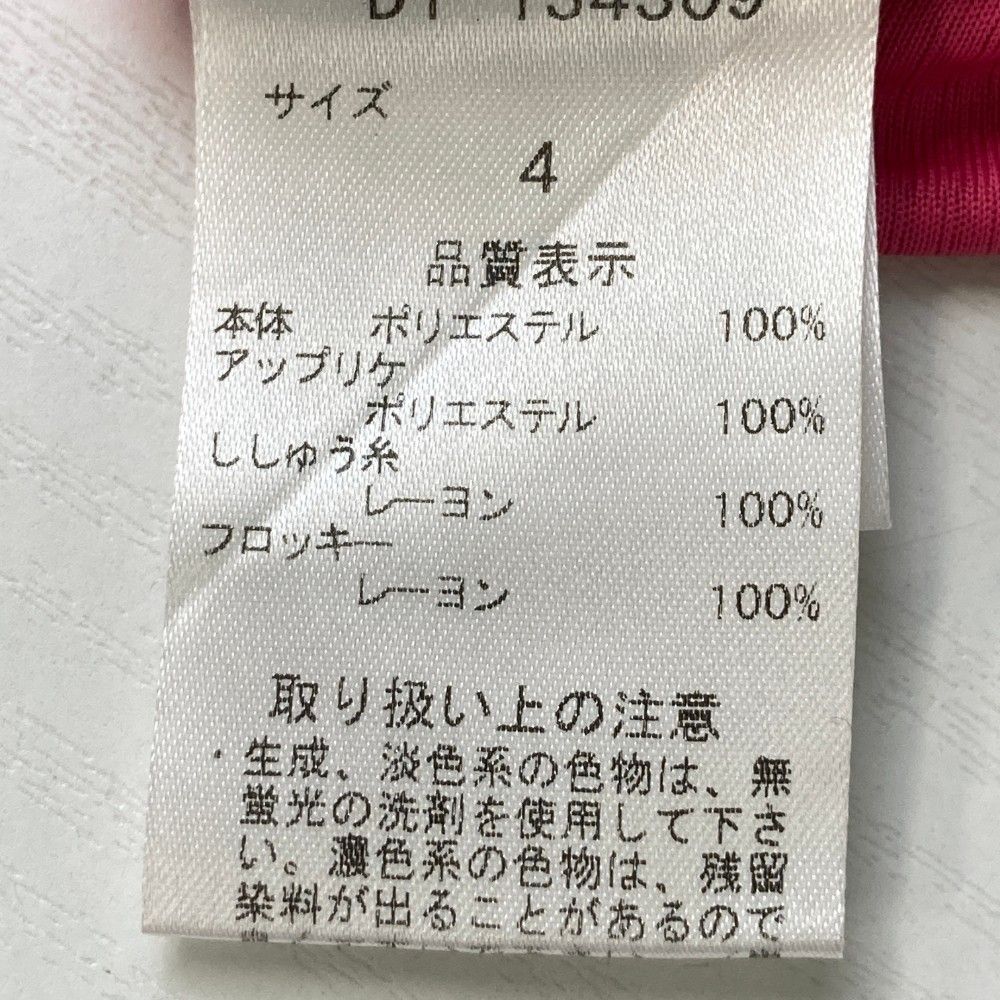 サイズ
4
品質表示
本体 ポリエステル 100%
アップリケ
ポリエステル 100%
ししゅう糸
レーヨン 100%
フロッキー
レーヨン 100%
取り扱い上の注意
・生成、淡色系の色物は、無
蛍光の洗剤を使用して下さ
い。濃色系の色物は、残留
染料が出ることがあるので